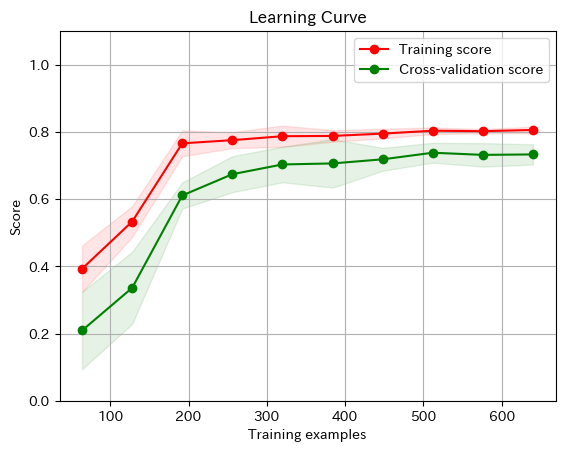 Learning Curve
Training score
Cross-validation score
Score
1.0
0.8
0.6
0.4
0.2
0.0
100 200 300 400 500 600
Training examples